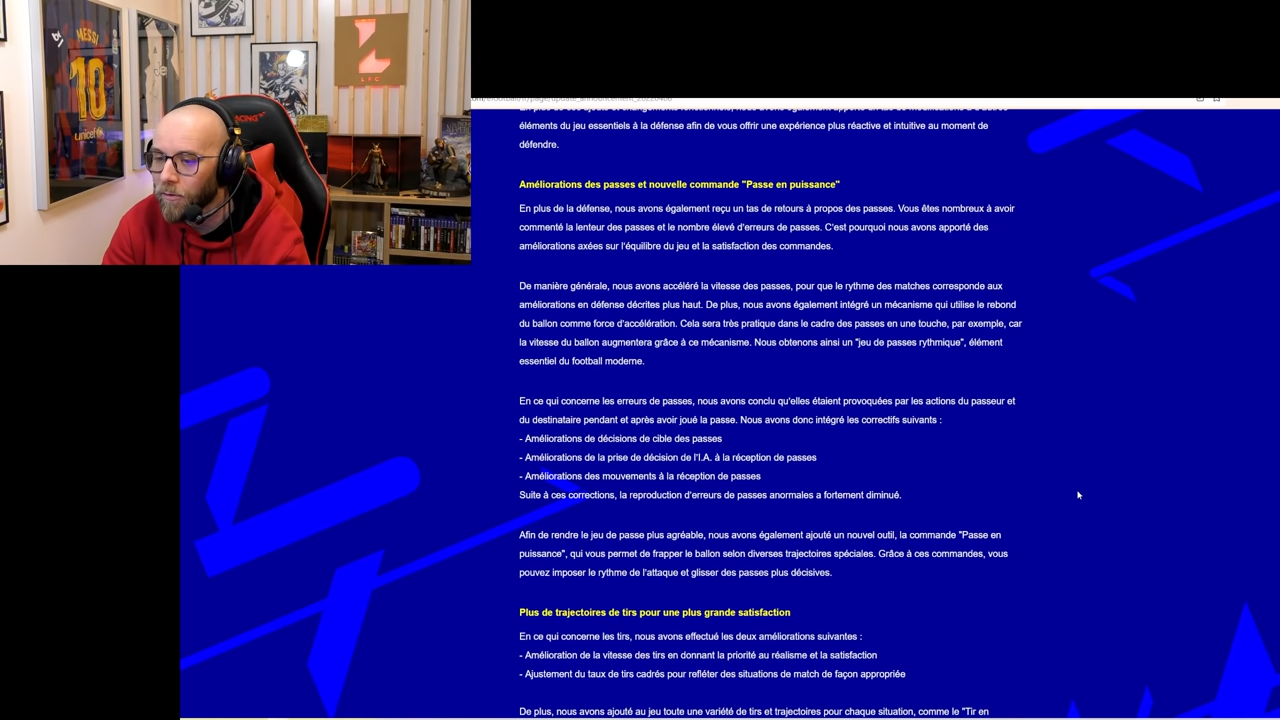 MESSI
10
unicef
LFC
RACING
éléments du jeu essentiels à la défense afin de vous offrir une expérience plus réactive et intuitive au moment de
défendre.
Améliorations des passes et nouvelle commande "Passe en puissance"
En plus de la défense, nous avons également reçu un tas de retours à propos des passes. Vous êtes nombreux à avoir
commenté la lenteur des passes et le nombre élevé d'erreurs de passes. C'est pourquoi nous avons apporté des
améliorations axées sur l'équilibre du jeu et la satisfaction des commandes.
De manière générale, nous avons accéléré la vitesse des passes, pour que le rythme des matches corresponde aux
améliorations en défense décrites plus haut. De plus, nous avons également intégré un mécanisme qui utilise le rebond
du ballon comme force d'accélération. Cela sera très pratique dans le cadre des passes en une touche, par exemple, car
la vitesse du ballon augmentera grâce à ce mécanisme. Nous obtenons ainsi un "jeu de passes rythmique", élément
essentiel du football moderne.
En ce qui concerne les erreurs de passes, nous avons conclu qu'elles étaient provoquées par les actions du passeur et
du destinataire pendant et après avoir joué la passe. Nous avons donc intégré les correctifs suivants :
- Améliorations de décisions de cible des passes
- Améliorations de la prise de décision de l'I.A. à la réception de passes
- Améliorations des mouvements à la réception de passes
Suite à ces corrections, la reproduction d'erreurs de passes anormales a fortement diminué.
Afin de rendre le jeu de passe plus agréable, nous avons également ajouté un nouvel outil, la commande "Passe en
puissance", qui vous permet de frapper le ballon selon diverses trajectoires spéciales. Grâce à ces commandes, vous
pouvez imposer le rythme de l'attaque et glisser des passes plus décisives.
Plus de trajectoires de tirs pour une plus grande satisfaction
En ce qui concerne les tirs, nous avons effectué les deux améliorations suivantes :
- Amélioration de la vitesse des tirs en donnant la priorité au réalisme et la satisfaction
- Ajustement du taux de tirs cadrés pour refléter des situations de match de façon appropriée
De plus, nous avons ajouté au jeu toute une variété de tirs et trajectoires pour chaque situation, comme le "Tir en